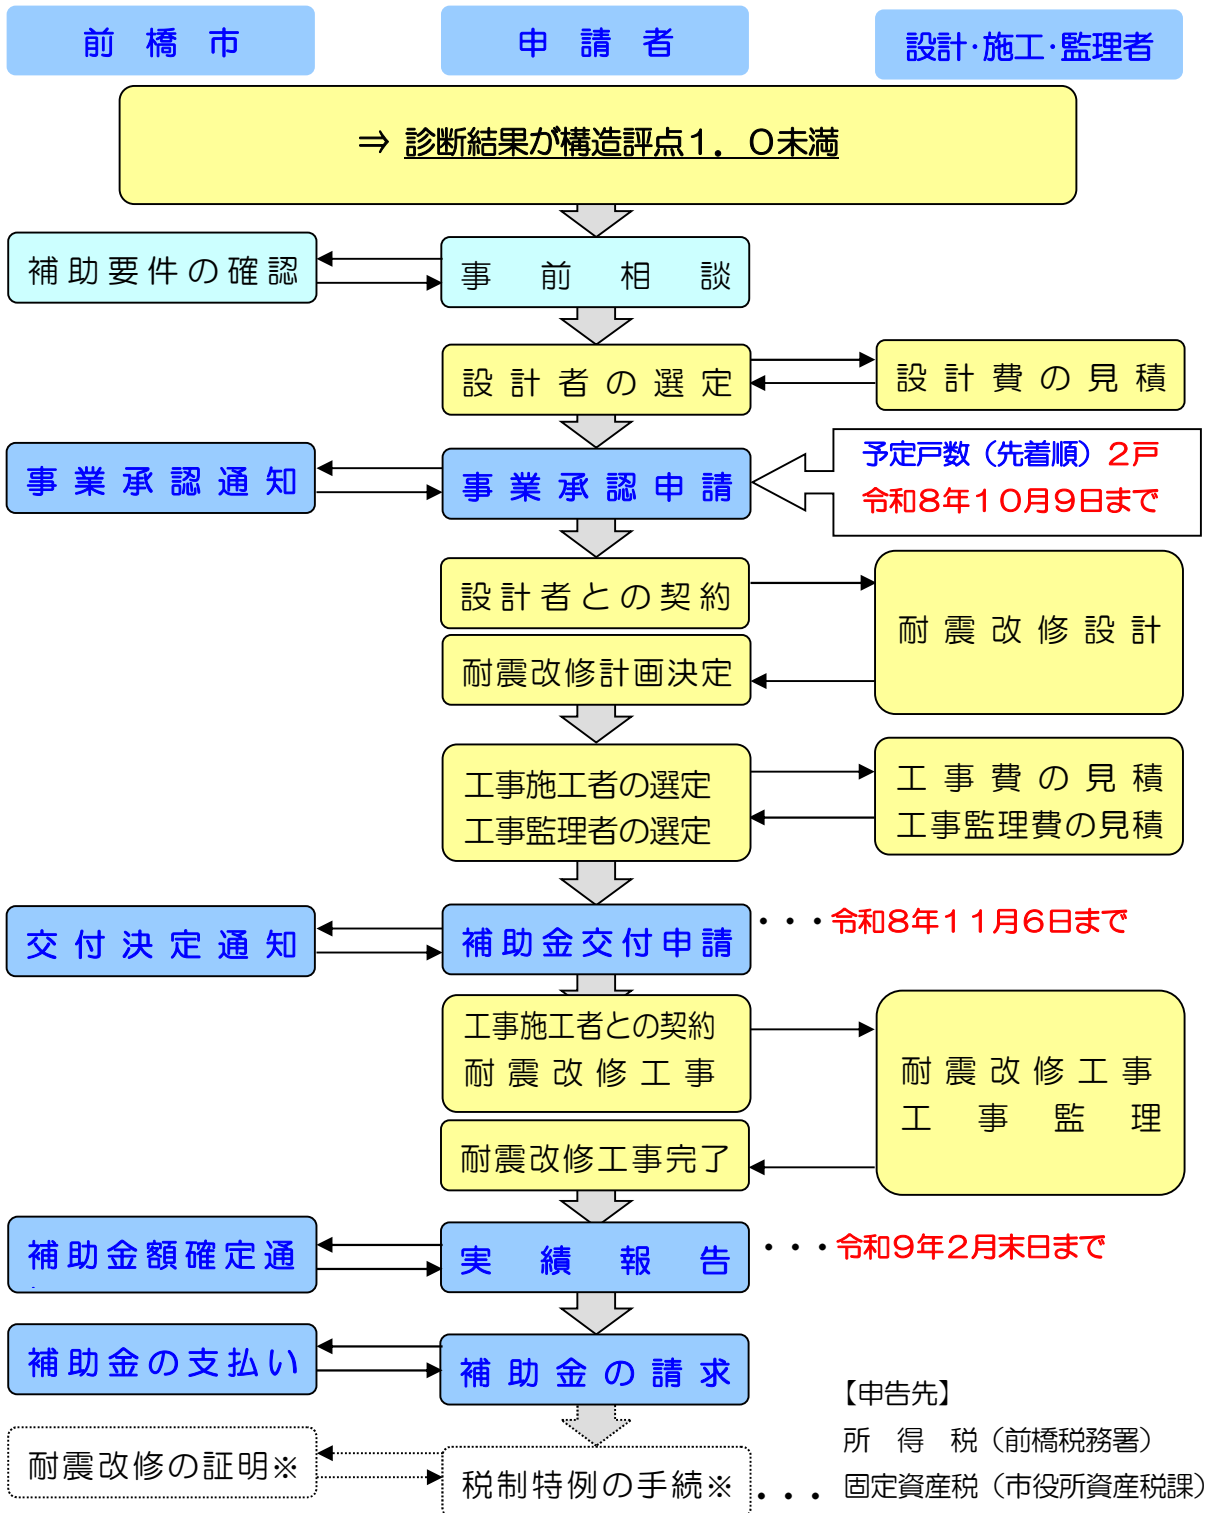 前橋市
申請者
設計・施工・監理者
⇒ 診断結果が構造評点１．０未満
補助要件の確認
事前相談
設計者の選定
設計費の見積
事業承認通知
事業承認申請
予定戸数（先着順）２戸
令和８年１０月９日まで
設計者との契約
耐震改修設計
耐震改修計画決定
工事施工者の選定
工事監理者の選定
工事費の見積
工事監理費の見積
交付決定通知
補助金交付申請
・・・令和８年１１月６日まで
工事施工者との契約
耐震改修工事
耐震改修工事
工事監理
耐震改修工事完了
補助金額確定通
実績報告
・・・令和９年２月末日まで
補助金の支払い
補助金の請求
【申告先】
所得税（前橋税務署）
耐震改修の証明※
税制特例の手続※
・・・固定資産税（市役所資産税課）